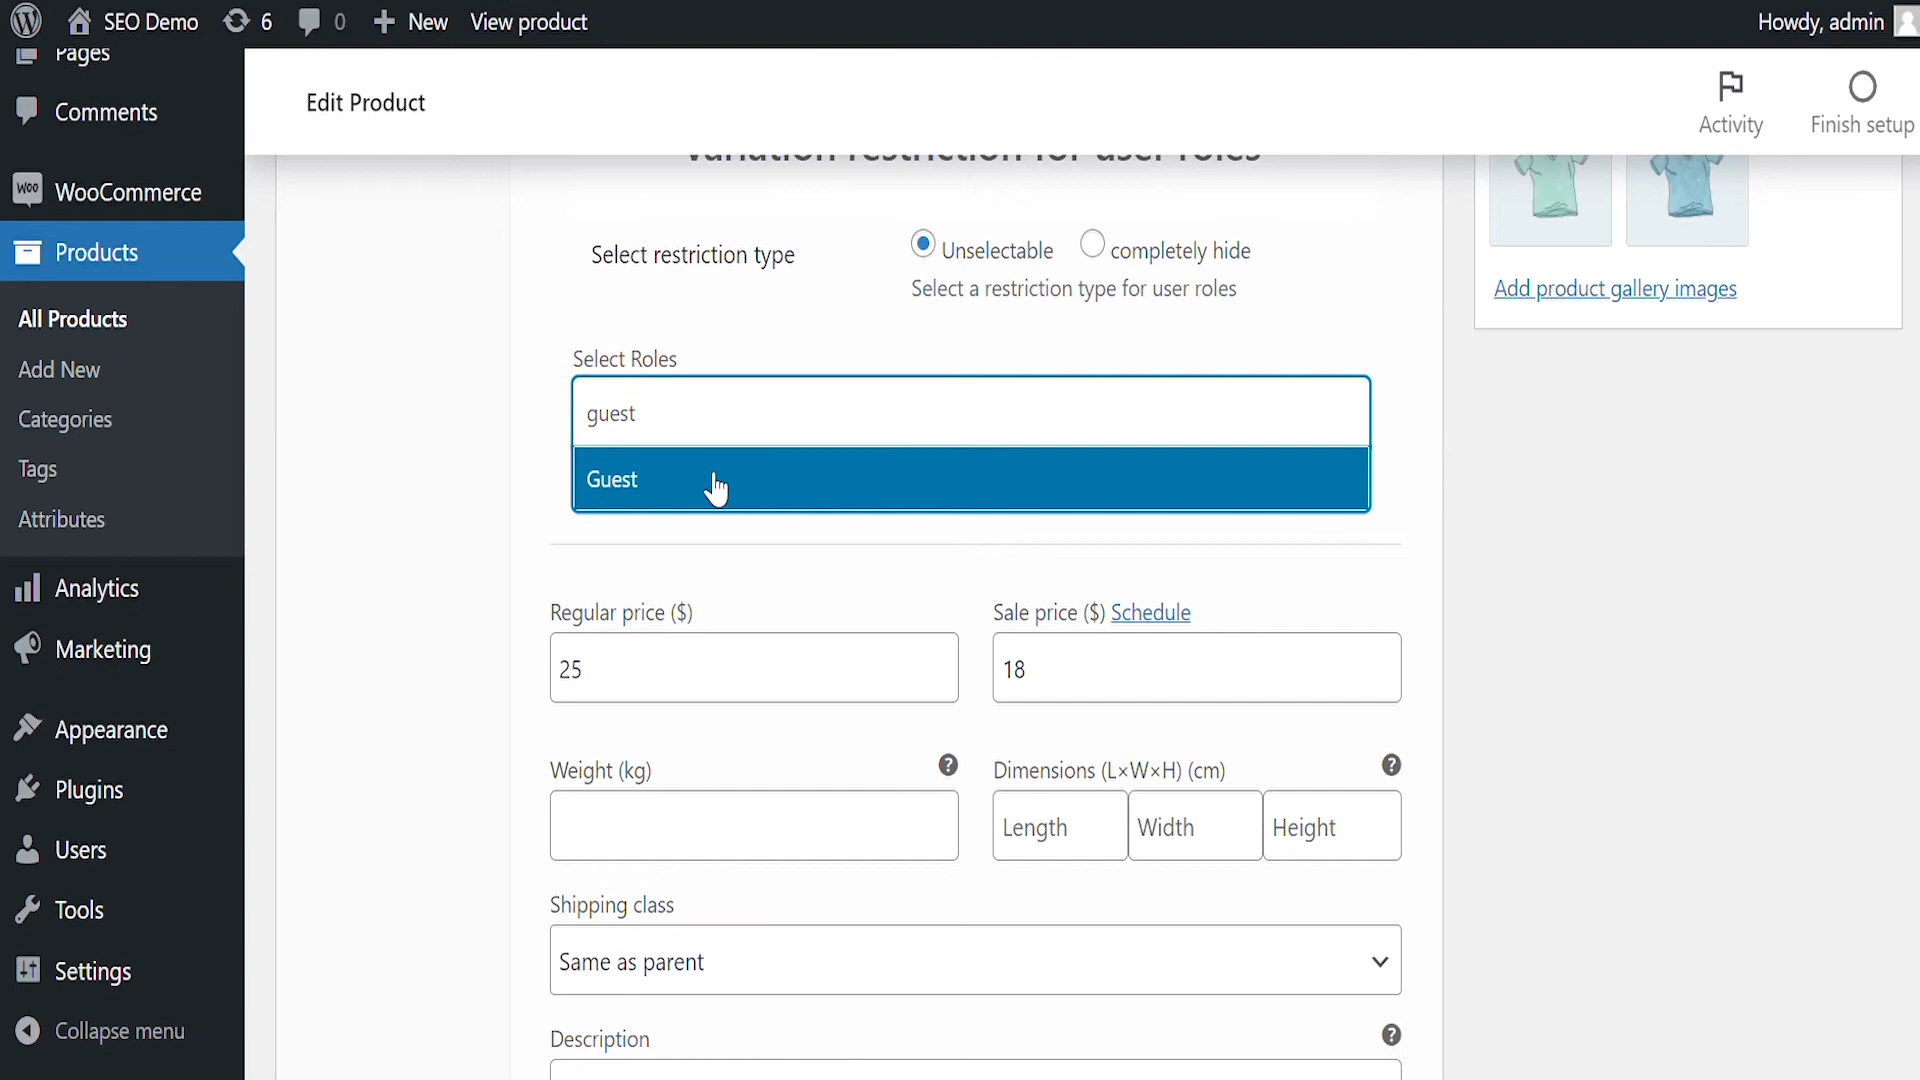 SEO Demo 6 0 New View product Howdy, admin
Pages
Comments
WooCommerce
Products
All Products
Add New
Categories
Tags
Attributes
Analytics
Marketing
Appearance
Plugins
Users
Tools
Settings
Collapse menu
Edit Product
Activity Finish setup
variation restriction for user roles
Select restriction type Unselectable completely hide
Select a restriction type for user roles
Select Roles
guest
Guest
Regular price ($) Sale price ($) Schedule
25 18
Weight (kg) Dimensions (L×W×H) (cm)
Length Width Height
Shipping class
Same as parent
Description
Add product gallery images